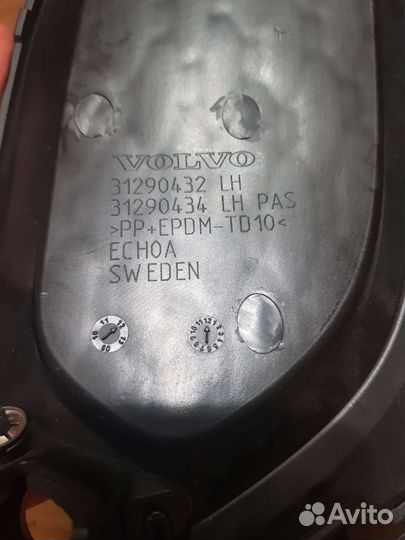 VOLVO
31290432 LH
31290434 LH PAS
>PP+EPDM-TD10<
ECHOA
SWEDEN
Avito